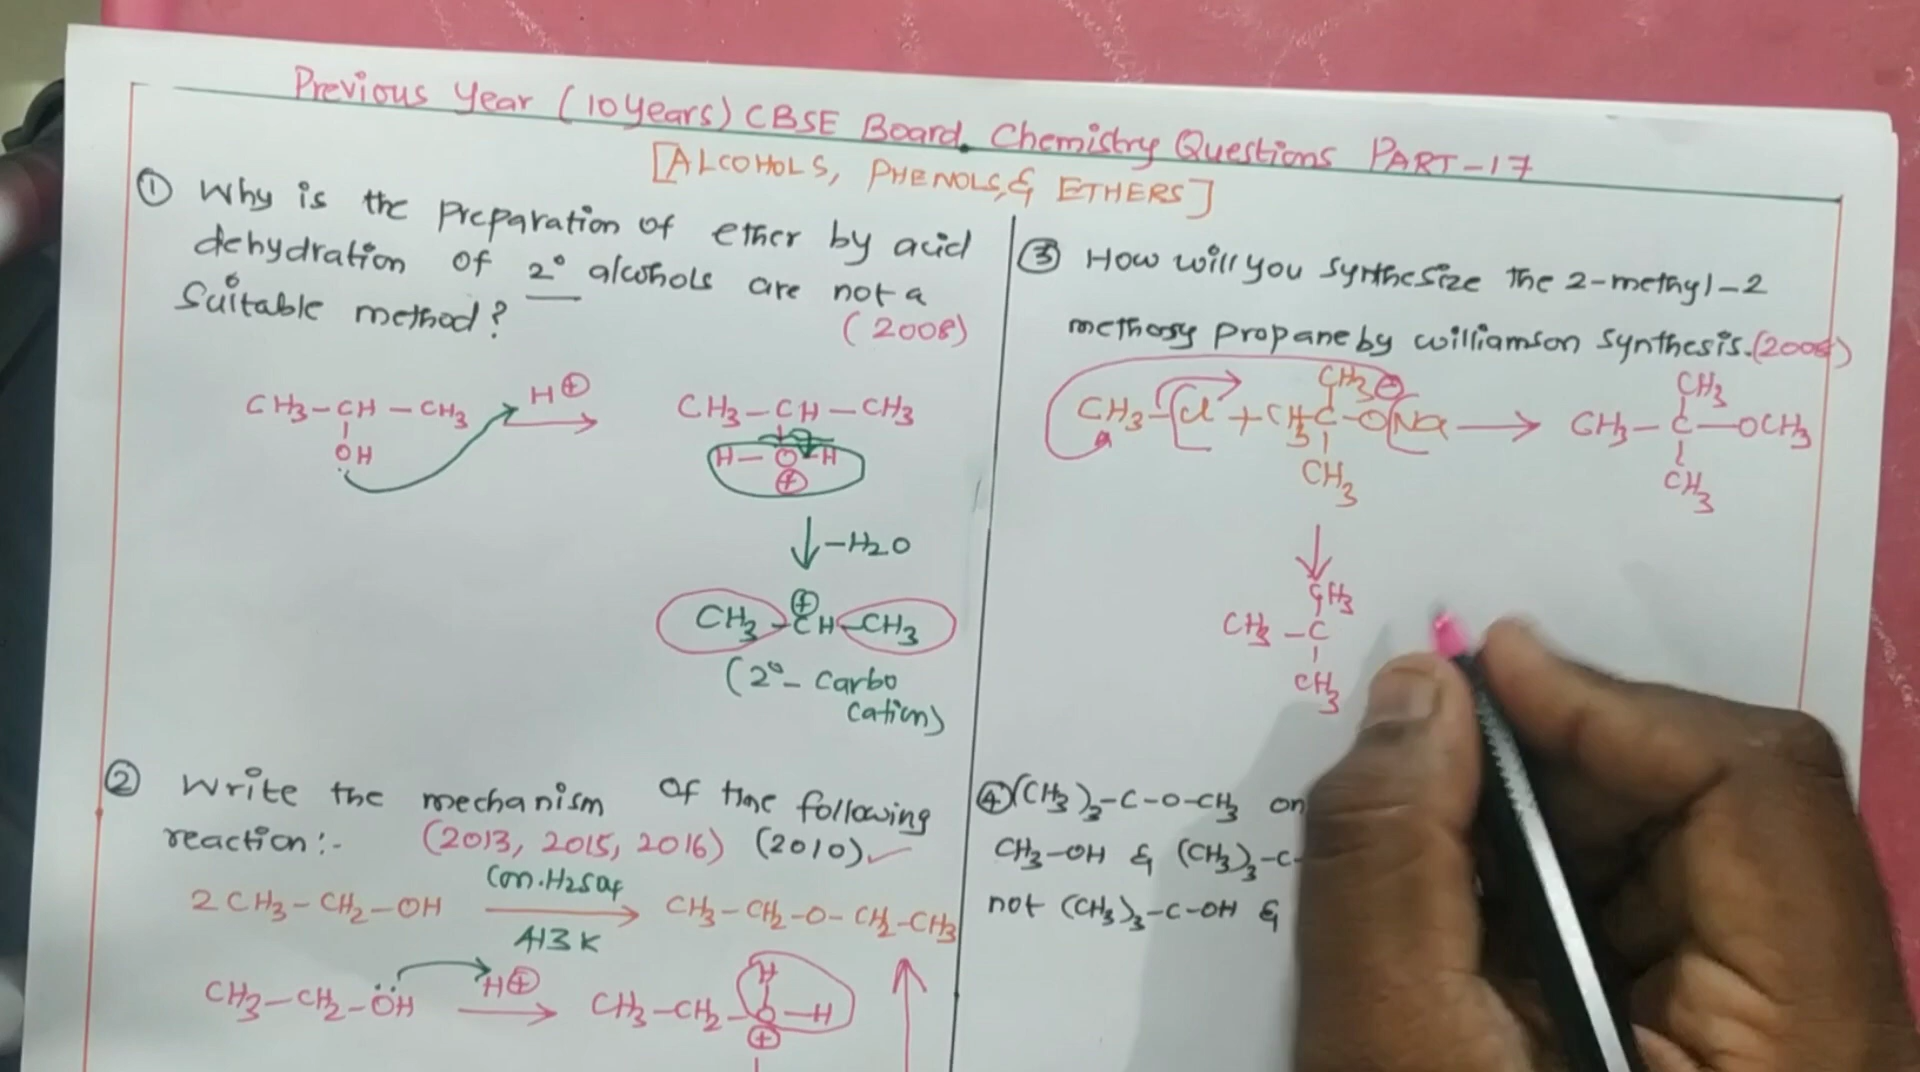 Previous Year (10 years) CBSE Board Chemistry Questions PART-17
[ALCOHOLS, PHENOLS, & ETHERS]
① Why is the preparation of ether by acid
dehydration of 2° alcohols are not a
suitable method?
(2008)
CH3-CH-CH3
OH
H⊕
CH3-CH-CH3
H-O-H
⊕
-H2O
⊕
CH3-CH-CH3
(2°- carbo
cation)
② Write the mechanism of the following
reaction:- (2013, 2015, 2016) (2010) ✓
2CH3-CH2-OH
Con.H2SO4
413 K
CH3-CH2-O-CH2-CH3
CH3-CH2-ÖH
H⊕
H
CH3-CH2-O-H
⊕
③ How will you synthesize the 2-methyl-2
methoxy propane by williamson synthesis.
CH3
CH3-Cl + CH3C-ONa
CH3
CH3
CH3-C-OCH3
CH3
CH3
CH3-C
CH3
④ (CH3)3-C-O-CH3 on
CH3-OH & (CH3)3-C-
not (CH3)3-C-OH &